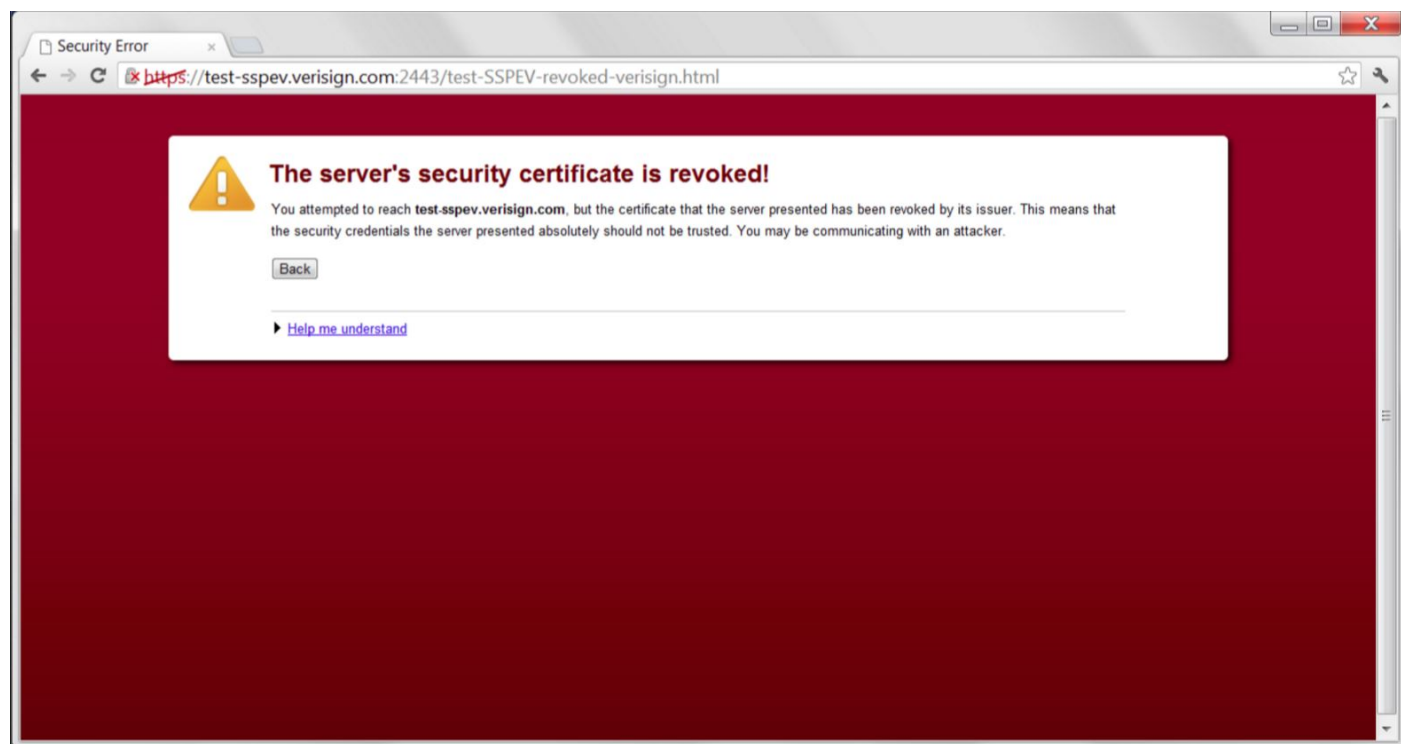 Security Error
https://test-sspev.verisign.com:2443/test-SSPEV-revoked-verisign.html
The server's security certificate is revoked!
You attempted to reach test-sspev.verisign.com, but the certificate that the server presented has been revoked by its issuer. This means that
the security credentials the server presented absolutely should not be trusted. You may be communicating with an attacker.
Back
Help me understand